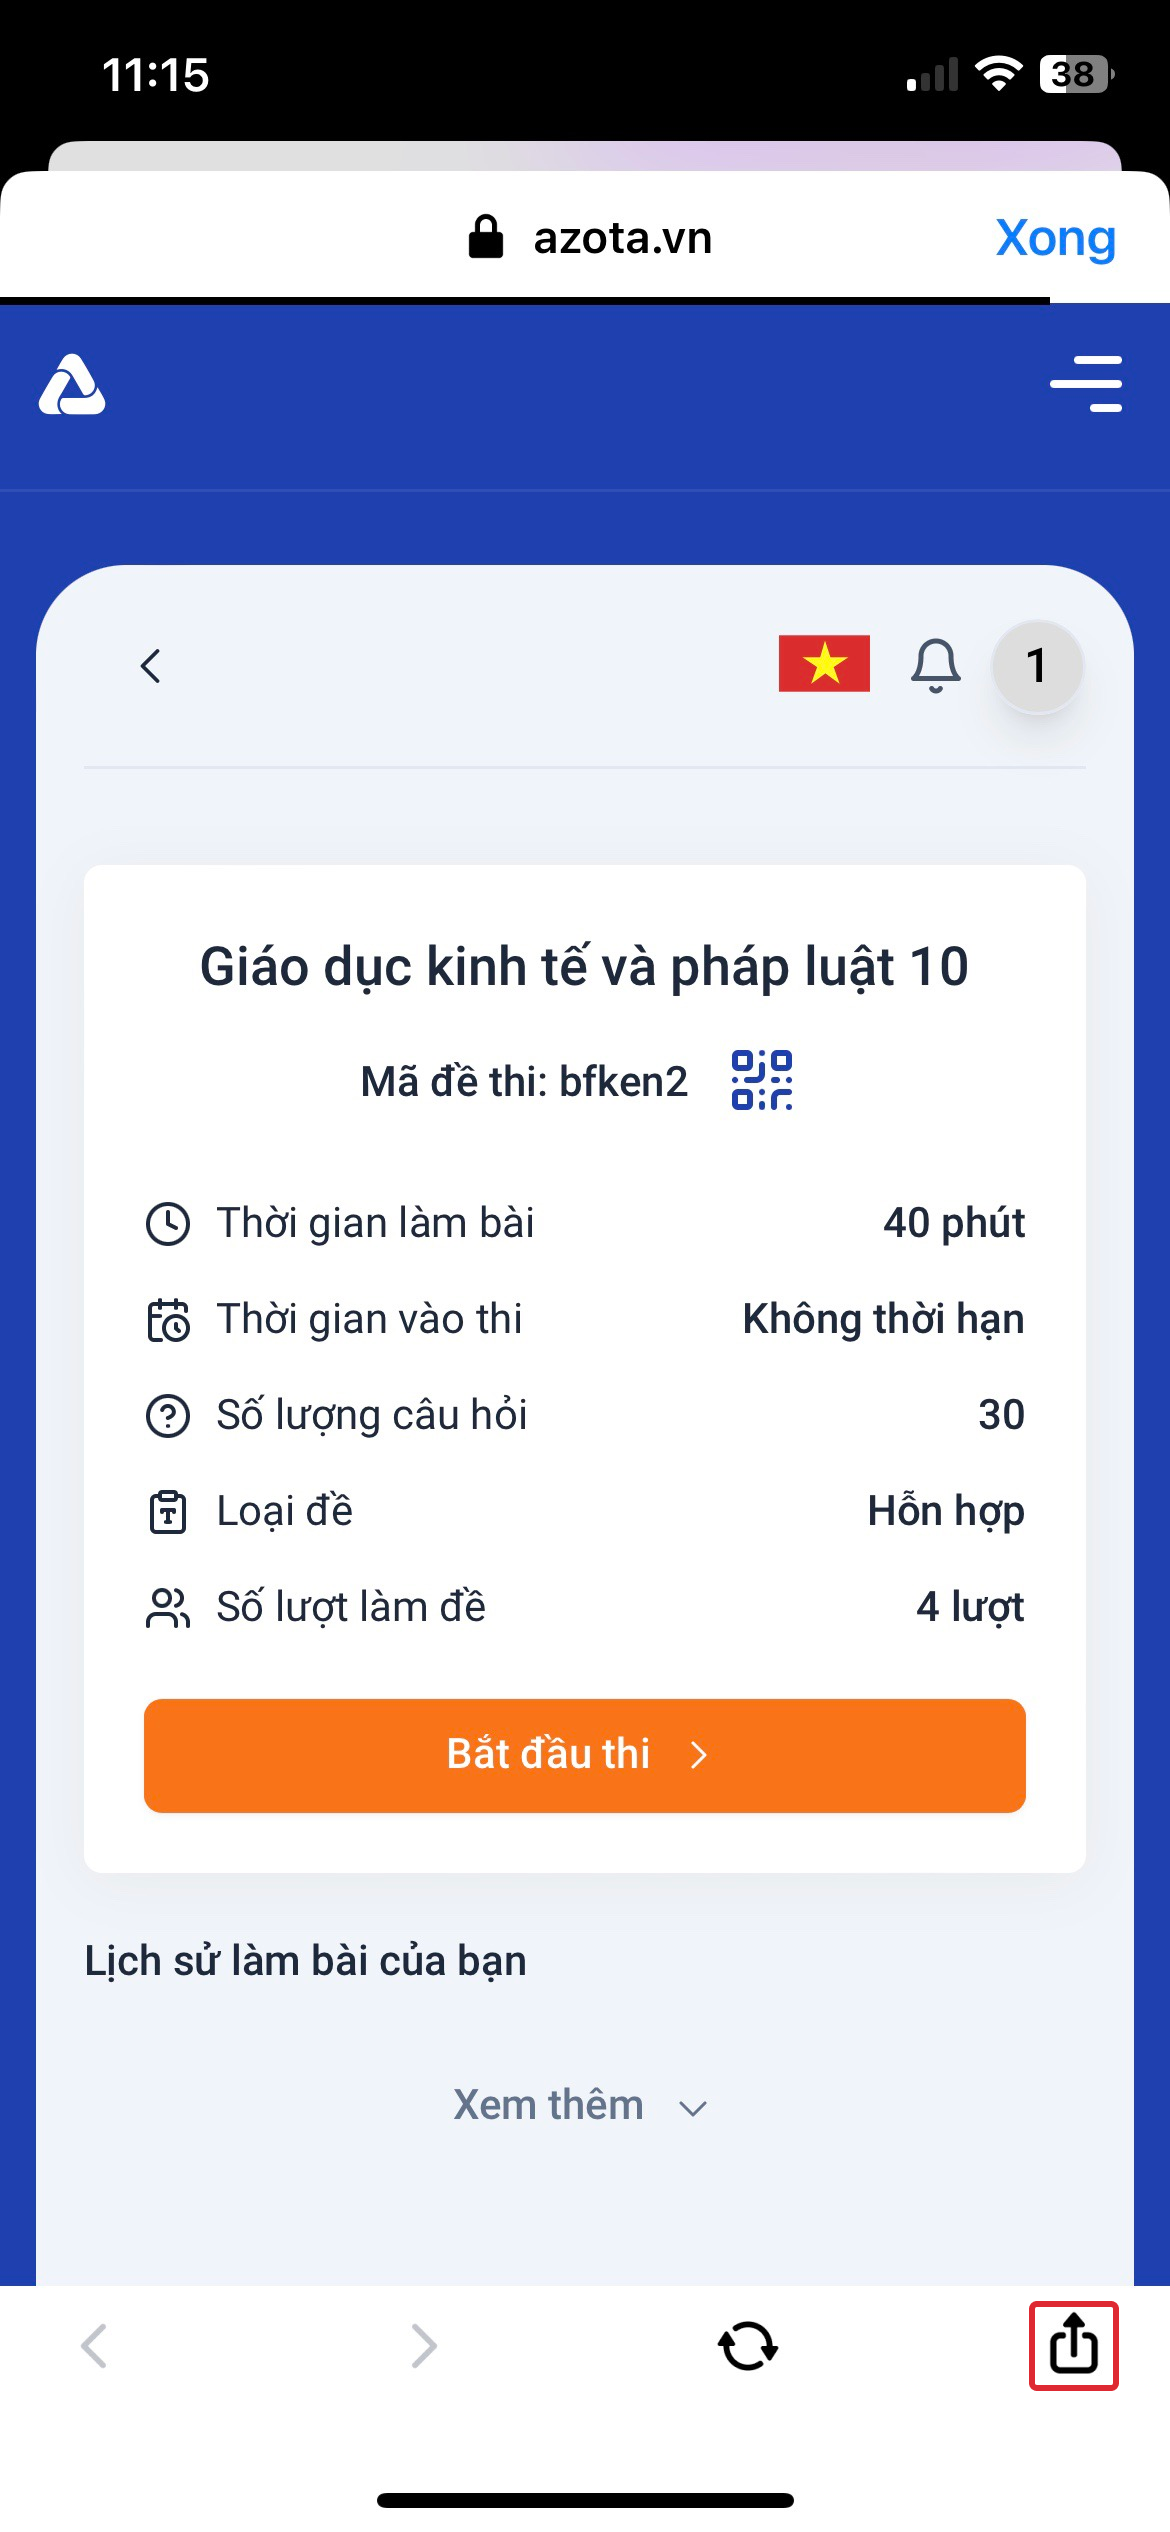 11:15
38
azota.vn
Xong
1
Giáo dục kinh tế và pháp luật 10
Mã đề thi: bfken2
Thời gian làm bài 40 phút
Thời gian vào thi Không thời hạn
Số lượng câu hỏi 30
Loại đề Hỗn hợp
Số lượt làm đề 4 lượt
Bắt đầu thi
Lịch sử làm bài của bạn
Xem thêm